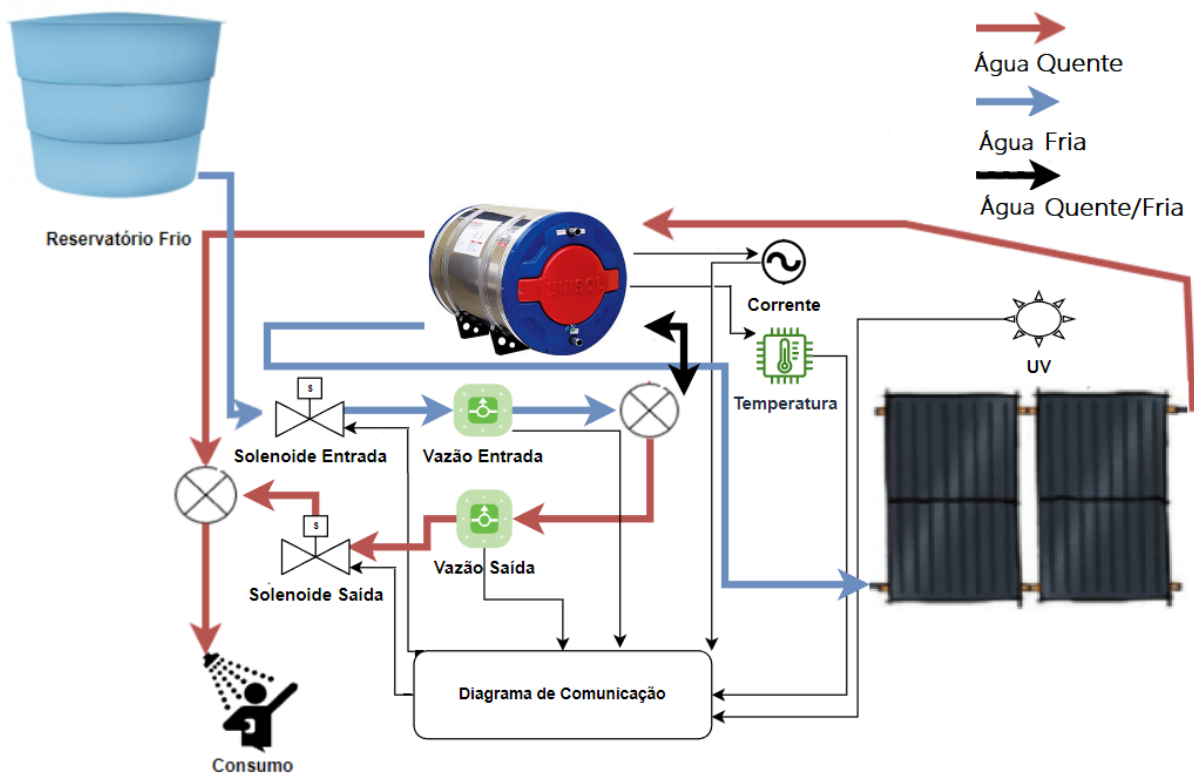 Água Quente
Água Fria
Água Quente/Fria
Reservatório Frio
UNISOL
Corrente
UV
Temperatura
S
Solenoide Entrada
Vazão Entrada
S
Solenoide Saída
Vazão Saída
Diagrama de Comunicação
Consumo